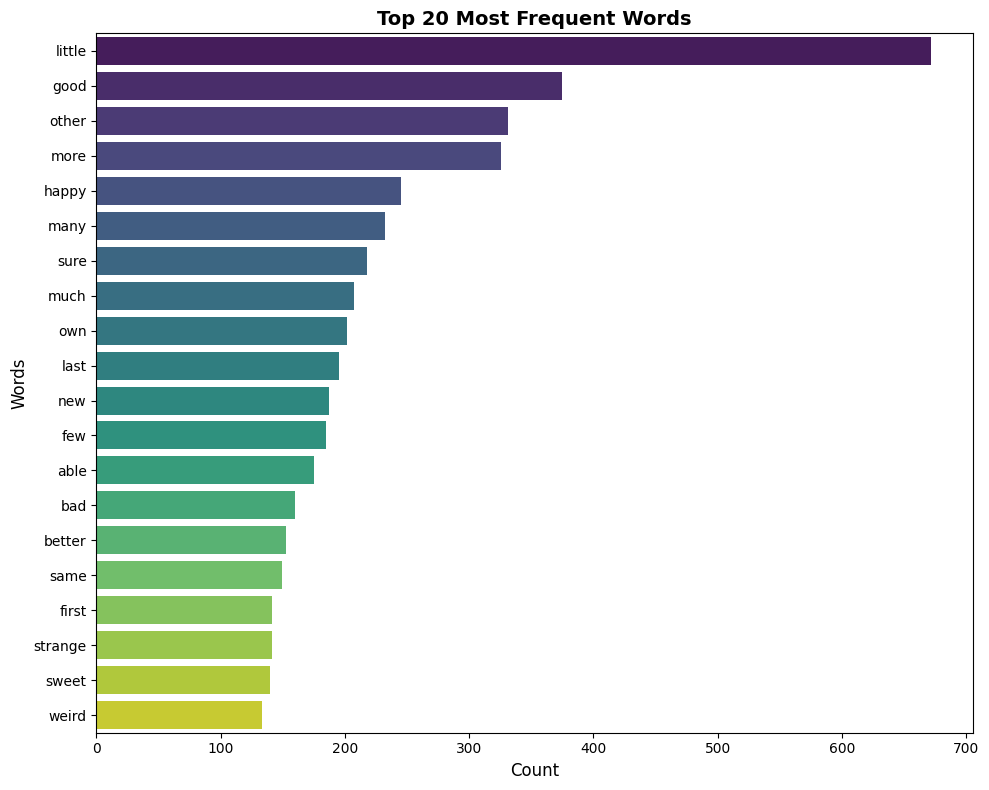 Top 20 Most Frequent Words
little
good
other
more
happy
many
sure
much
own
last
new
few
able
bad
better
same
first
strange
sweet
weird
Words
0 100 200 300 400 500 600 700
Count